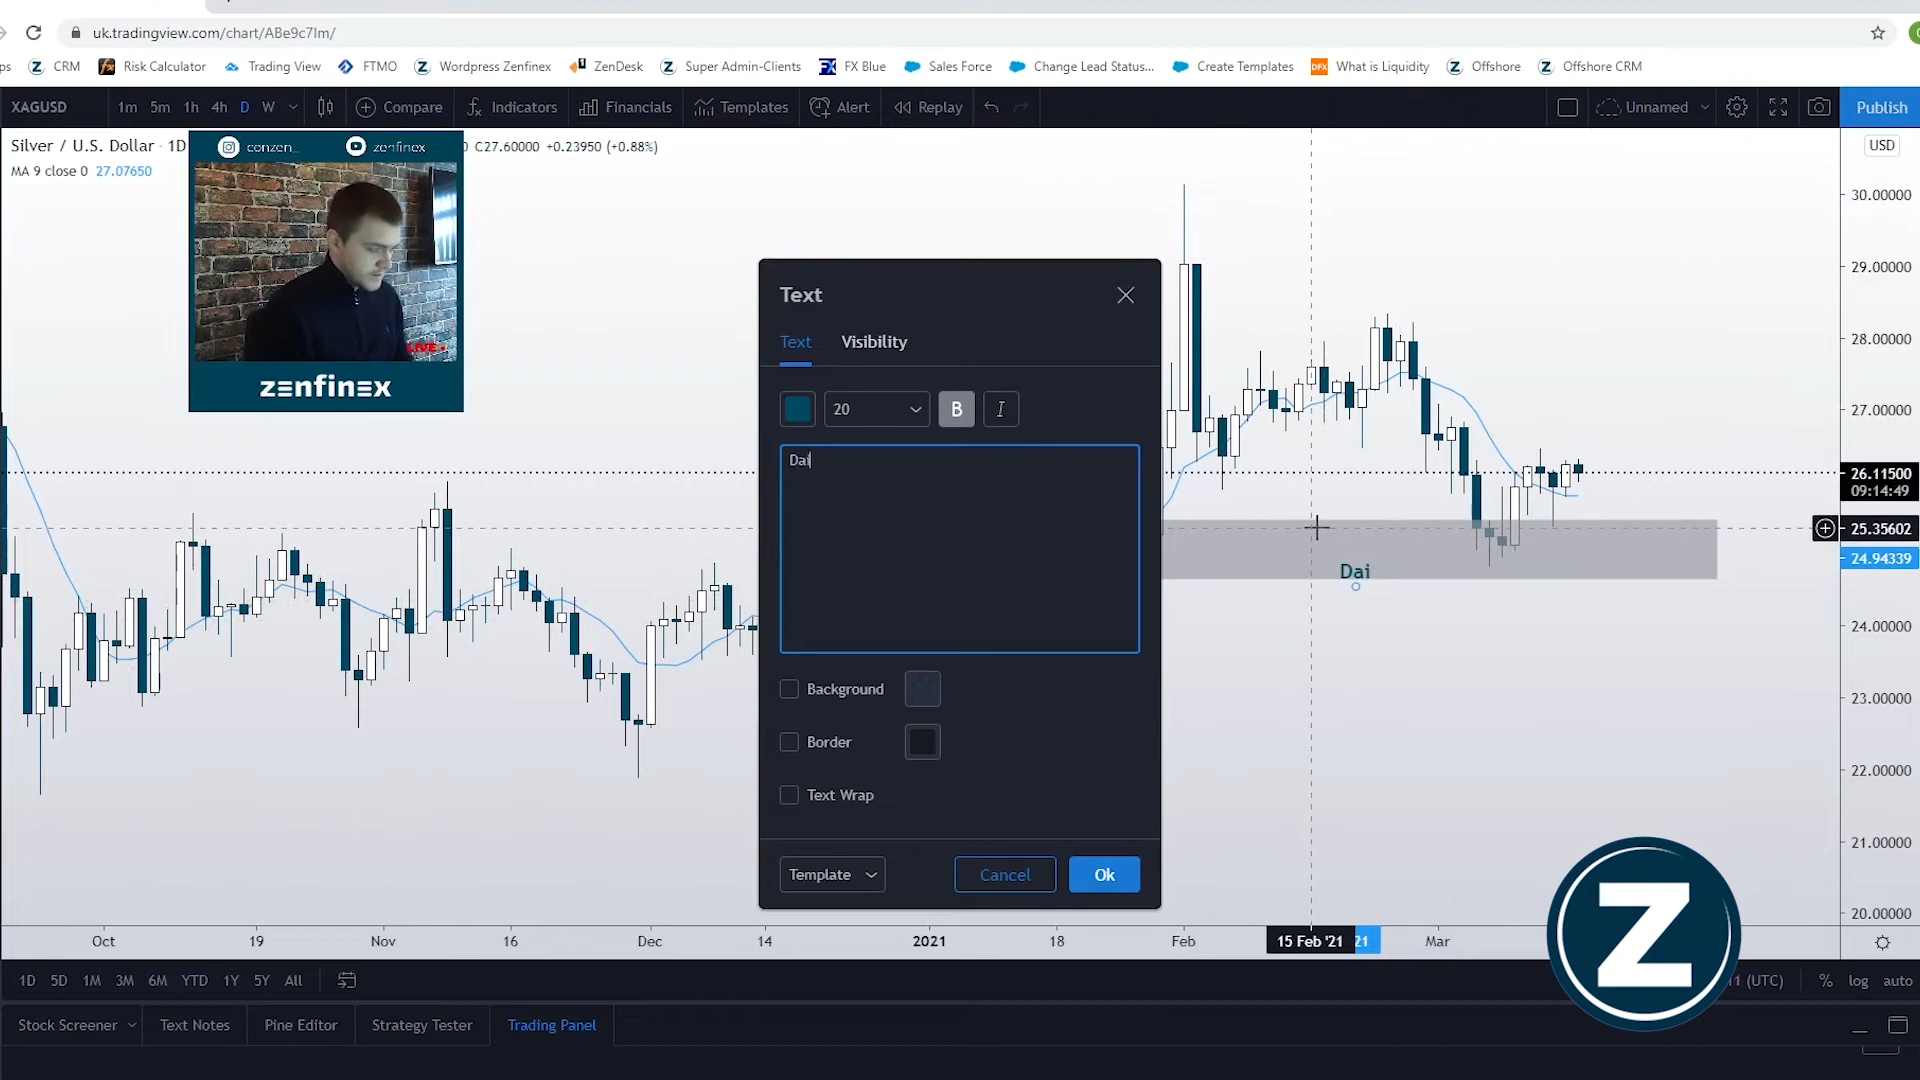 uk.tradingview.com/chart/ABe9c7lm/
ps CRM Risk Calculator Trading View FTMO Wordpress Zenfinex ZenDesk Super Admin-Clients FX Blue Sales Force Change Lead Status... Create Templates What is Liquidity Offshore Offshore CRM
XAGUSD 1m 5m 1h 4h D W Compare Indicators Financials Templates Alert Replay Unnamed Publish
Silver / U.S. Dollar · 1D
0 C27.60000 +0.23950 (+0.88%)
MA 9 close 0 27.07650
conzen_ zenfinex
LIVE
zenfinex
USD
30.00000
29.00000
28.00000
27.00000
26.11500
09:14:49
25.35602
24.94339
24.00000
23.00000
22.00000
21.00000
20.00000
Text
Text Visibility
20 B I
Dai
Background
Border
Text Wrap
Template Cancel Ok
Dai
Oct 19 Nov 16 Dec 14 2021 18 Feb 15 Feb '21 21 Mar
Z
1D 5D 1M 3M 6M YTD 1Y 5Y All
(UTC) % log auto
Stock Screener Text Notes Pine Editor Strategy Tester Trading Panel